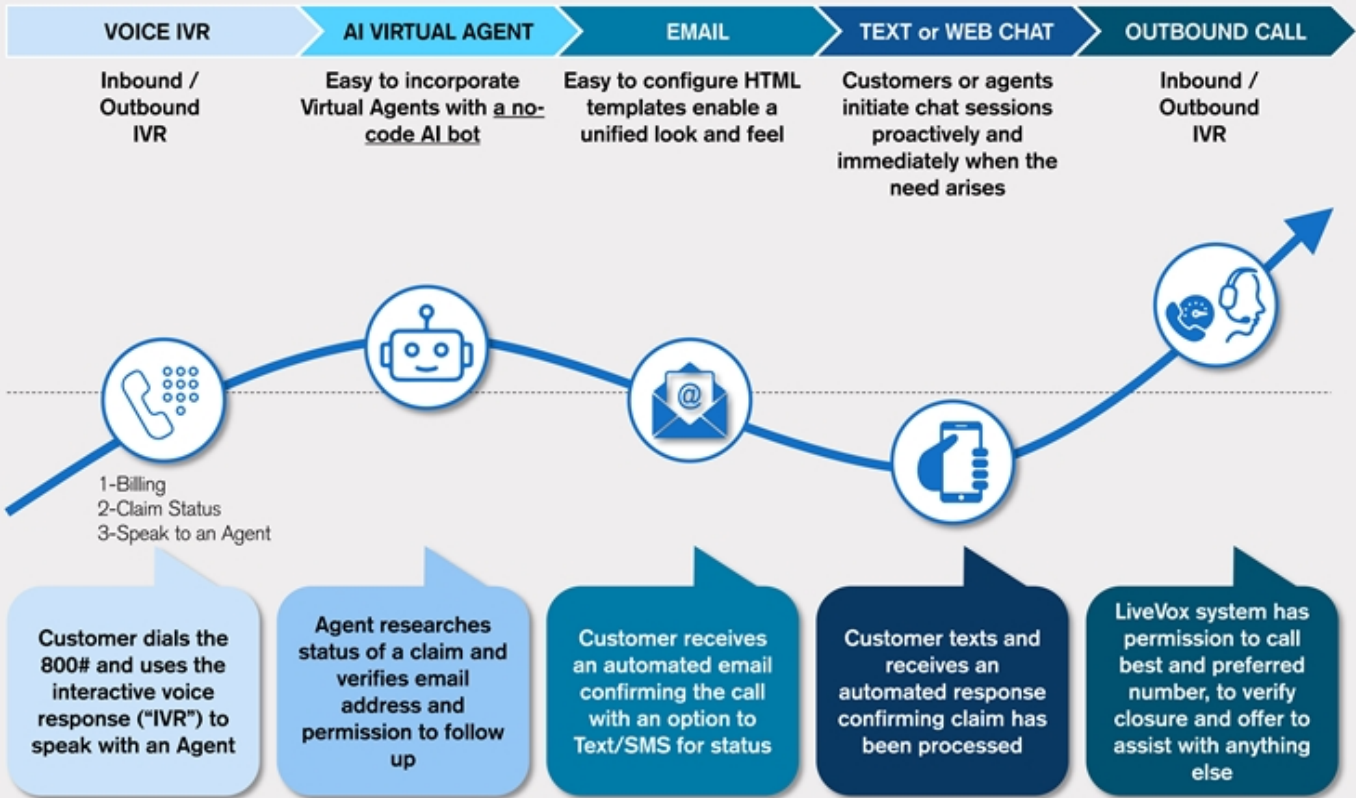 VOICE IVR
AI VIRTUAL AGENT
EMAIL
TEXT or WEB CHAT
OUTBOUND CALL
Inbound /
Outbound
IVR
Easy to incorporate
Virtual Agents with a no-
code AI bot
Easy to configure HTML
templates enable a
unified look and feel
Customers or agents
initiate chat sessions
proactively and
immediately when the
need arises
Inbound /
Outbound
IVR
@
1-Billing
2-Claim Status
3-Speak to an Agent
Customer dials the
800# and uses the
interactive voice
response (“IVR”) to
speak with an Agent
Agent researches
status of a claim and
verifies email
address and
permission to follow
up
Customer receives
an automated email
confirming the call
with an option to
Text/SMS for status
Customer texts and
receives an
automated response
confirming claim has
been processed
LiveVox system has
permission to call
best and preferred
number, to verify
closure and offer to
assist with anything
else